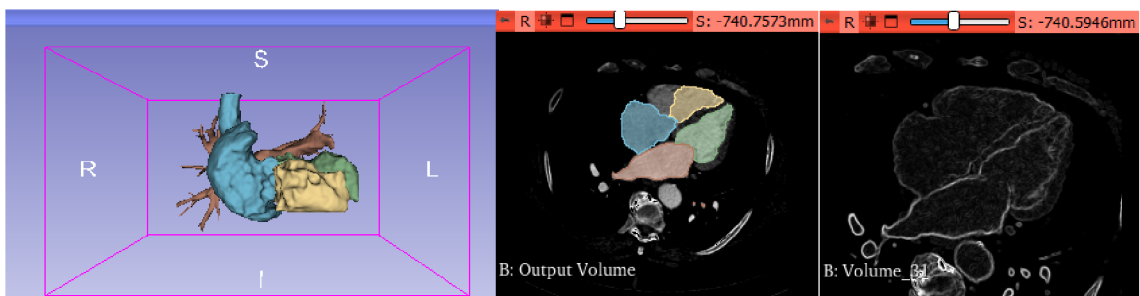 S
R
L
I
R
S: -740.7573mm
B: Output Volume
R
S: -740.5946mm
B: Volume_31